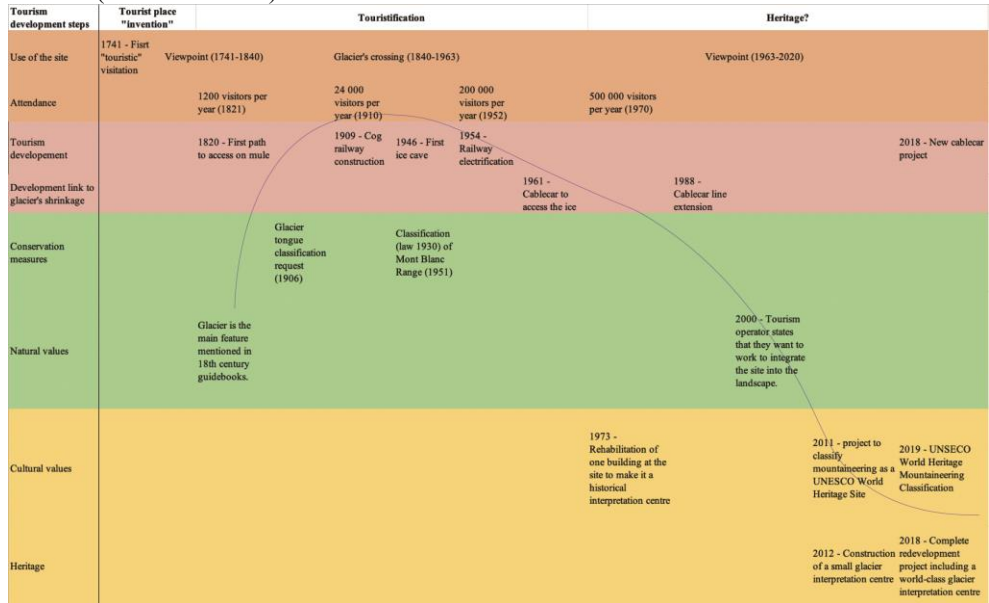 Tourism development steps
Tourist place "invention"
Touristification
Heritage?
Use of the site
1741 - Fisrt
"touristic"
visitation
Viewpoint (1741-1840)
Glacier's crossing (1840-1963)
Viewpoint (1963-2020)
Attendance
1200 visitors per
year (1821)
24 000
visitors per
year (1910)
200 000
visitors per
year (1952)
500 000 visitors
per year (1970)
Tourism
developement
1820 - First path
to access on mule
1909 - Cog
railway
construction
1946 - First
ice cave
1954 -
Railway
electrification
2018 - New cablecar
project
Development link to
glacier's shrinkage
1961 -
Cablecar to
access the ice
1988 -
Cablecar line
extension
Conservation
measures
Glacier
tongue
classification
request
(1906)
Classification
(law 1930) of
Mont Blanc
Range (1951)
Natural values
Glacier is the
main feature
mentioned in
18th century
guidebooks.
2000 - Tourism
operator states
that they want to
work to integrate
the site into the
landscape.
Cultural values
1973 -
Rehabilitation of
one building at the
site to make it a
historical
interpretation centre
2011 - project to
classify
mountaineering as a
UNESCO World
Heritage Site
2019 - UNSECO
World Heritage
Mountaineering
Classification
Heritage
2012 - Construction
of a small glacier
interpretation centre
2018 - Complete
redevelopment
project including a
world-class glacier
interpretation centre